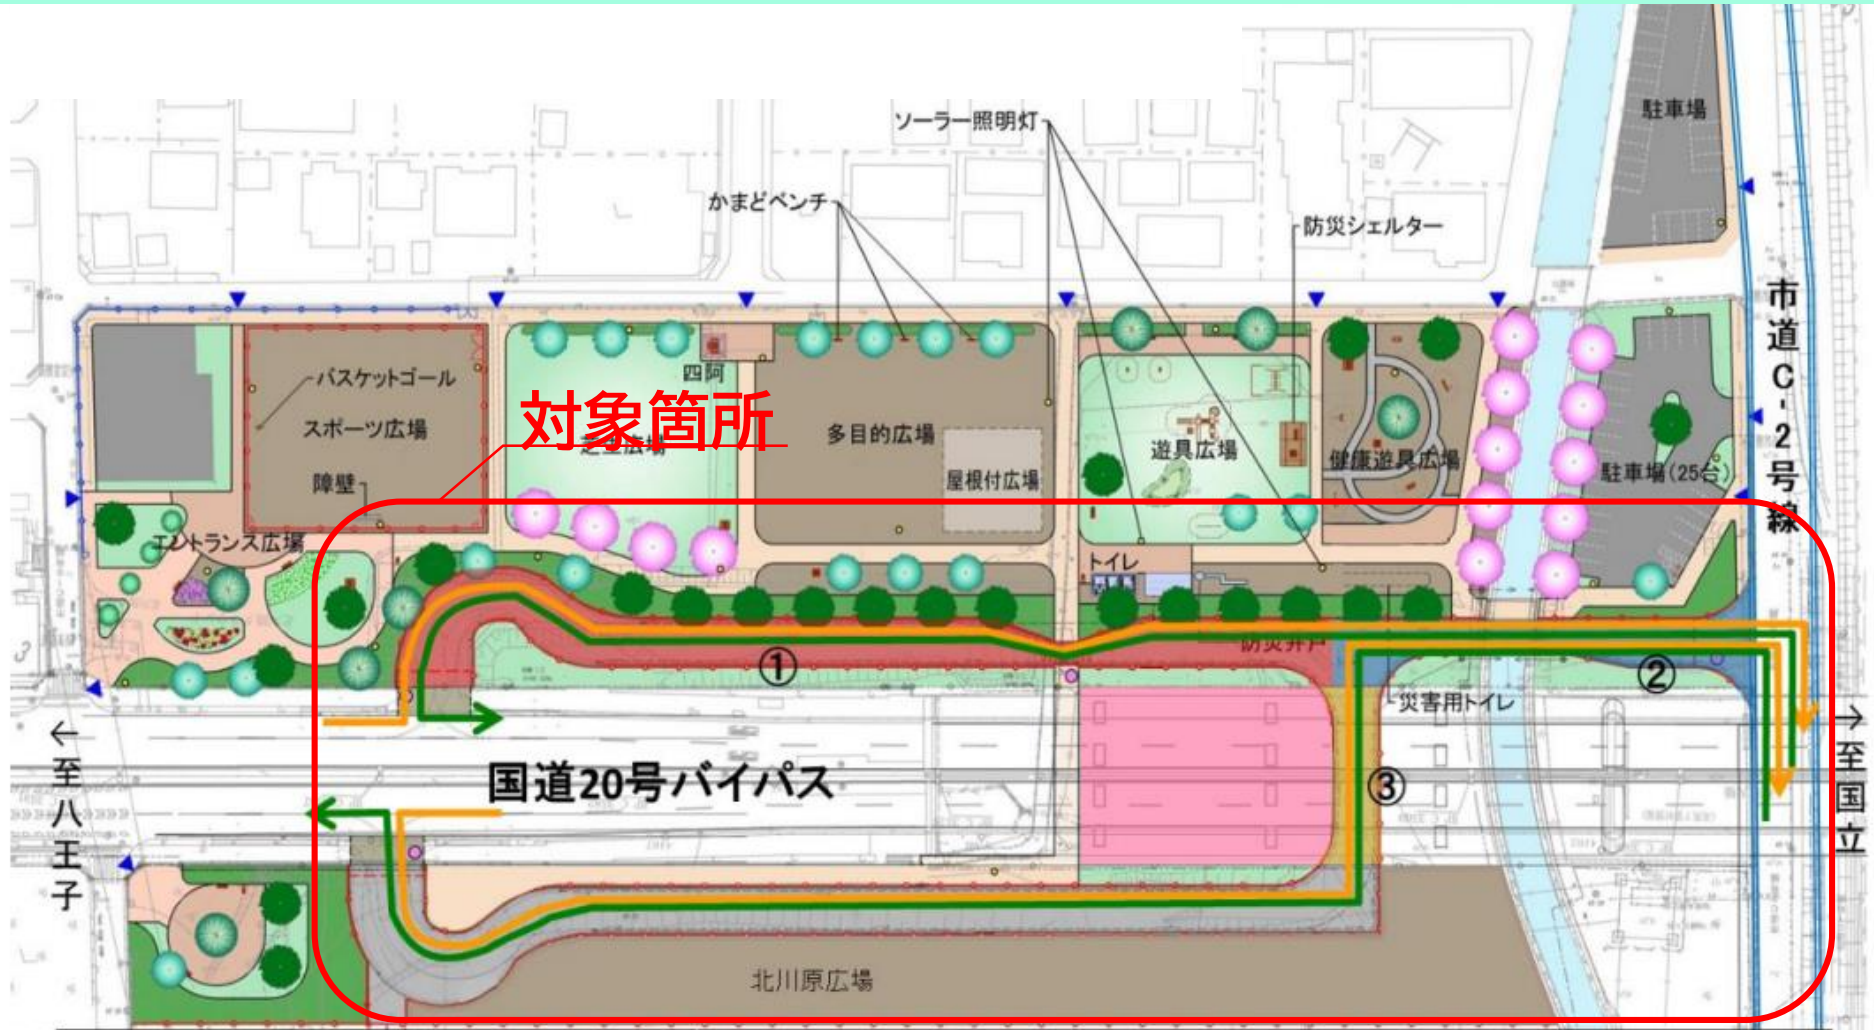 駐車場
ソーラー照明灯
かまどベンチ
防災シェルター
市道C-2号線
バスケットゴール
四阿
対象箇所
スポーツ広場
芝生広場
多目的広場
遊具広場
健康遊具広場
屋根付広場
駐車場(25台)
障壁
エントランス広場
トイレ
防災井戸
①
②
災害用トイレ
←至八王子
国道20号バイパス
③
→至国立
北川原広場